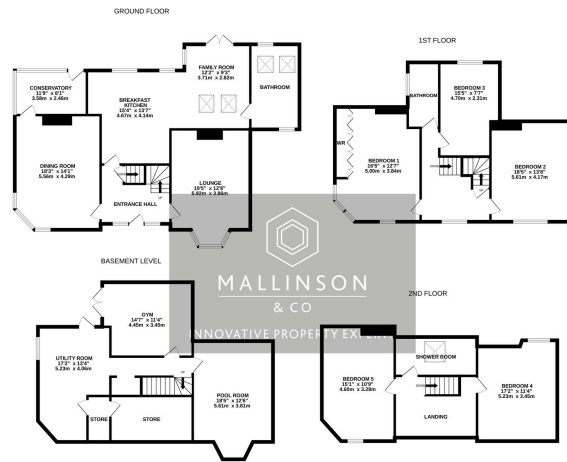 GROUND FLOOR
CONSERVATORY
11'9" x 8'1"
3.58m x 2.46m
BREAKFAST
KITCHEN
15'4" x 13'7"
4.67m x 4.14m
FAMILY ROOM
12'2" x 9'3"
3.71m x 2.82m
BATHROOM
DINING ROOM
18'3" x 14'1"
5.56m x 4.29m
UP
ENTRANCE HALL
LOUNGE
19'5" x 12'8"
5.92m x 3.86m
1ST FLOOR
BATHROOM
BEDROOM 3
15'5" x 7'7"
4.70m x 2.31m
WR
BEDROOM 1
16'5" x 12'7"
5.00m x 3.84m
UP
BEDROOM 2
18'5" x 13'8"
5.61m x 4.17m
MALLINSON
& CO
INNOVATIVE PROPERTY EXPERTS
BASEMENT LEVEL
GYM
14'7" x 11'4"
4.45m x 3.45m
UTILITY ROOM
17'2" x 13'4"
5.23m x 4.06m
UP
STORE
STORE
POOL ROOM
18'5" x 12'6"
5.61m x 3.81m
2ND FLOOR
SHOWER ROOM
BEDROOM 5
15'1" x 10'9"
4.60m x 3.28m
LANDING
BEDROOM 4
17'2" x 11'4"
5.23m x 3.45m